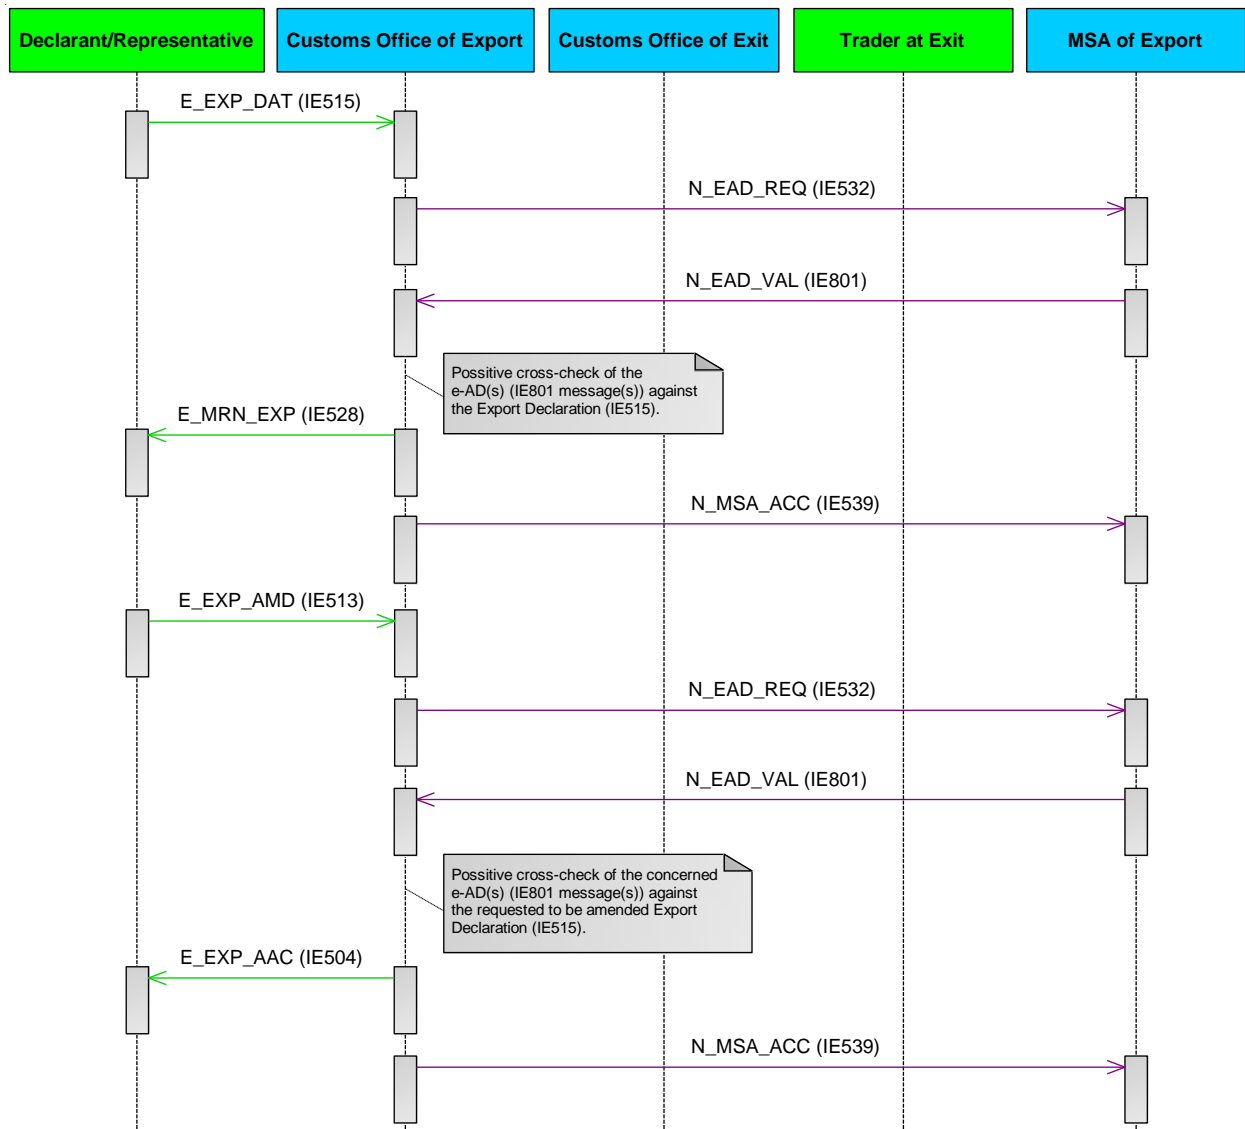 Declarant/Representative
Customs Office of Export
Customs Office of Exit
Trader at Exit
MSA of Export
E_EXP_DAT (IE515)
N_EAD_REQ (IE532)
N_EAD_VAL (IE801)
Possitive cross-check of the
e-AD(s) (IE801 message(s)) against
the Export Declaration (IE515).
E_MRN_EXP (IE528)
N_MSA_ACC (IE539)
E_EXP_AMD (IE513)
N_EAD_REQ (IE532)
N_EAD_VAL (IE801)
Possitive cross-check of the concerned
e-AD(s) (IE801 message(s)) against
the requested to be amended Export
Declaration (IE515).
E_EXP_AAC (IE504)
N_MSA_ACC (IE539)